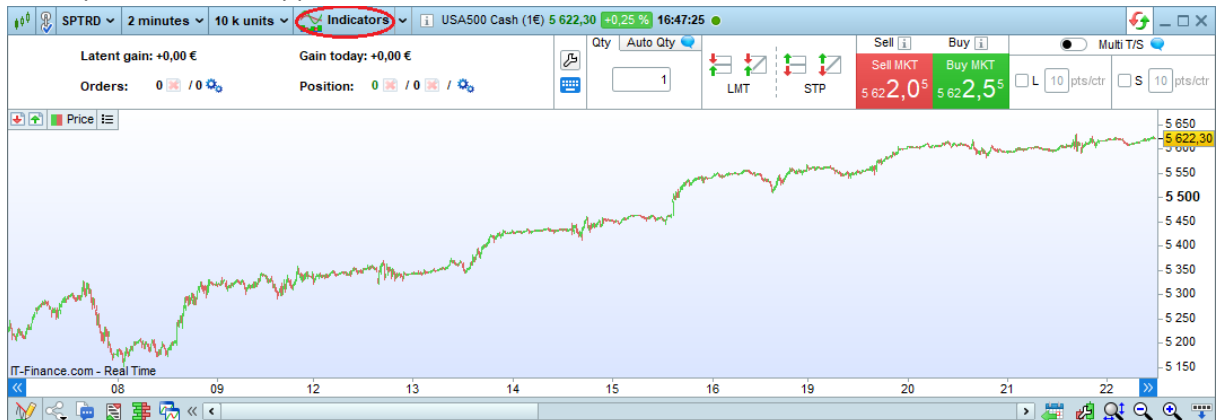 SPTRD 2 minutes 10 k units Indicators i USA500 Cash (1€) 5 622,30 +0,25 % 16:47:25
Latent gain: +0,00 € Gain today: +0,00 €
Orders: 0 / 0 Position: 0 / 0 /
Qty Auto Qty
1
LMT STP
Sell i Buy i
Sell MKT Buy MKT
5 622,0⁵ 5 622,5⁵
Multi T/S
L 10 pts/ctr S 10 pts/ctr
Price
5 650
5 622,30
5 600
5 550
5 500
5 450
5 400
5 350
5 300
5 250
5 200
5 150
IT-Finance.com - Real Time
08 09 12 13 14 15 16 19 20 21 22